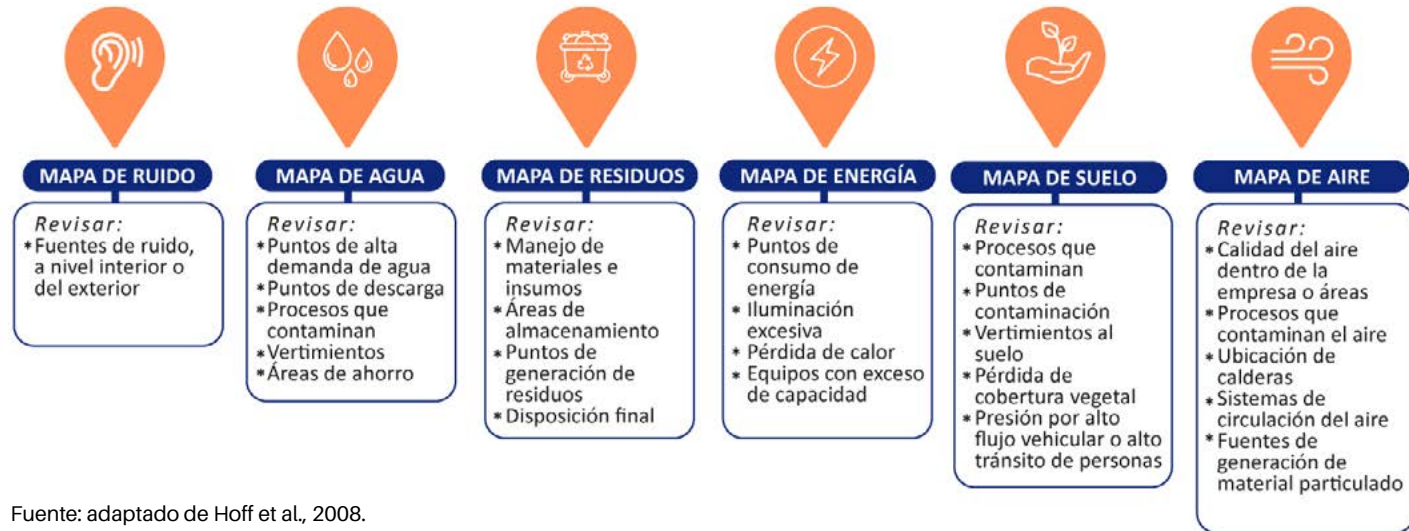 MAPA DE RUIDO
Revisar:
* Fuentes de ruido,
a nivel interior o
del exterior
MAPA DE AGUA
Revisar:
* Puntos de alta
demanda de agua
* Puntos de descarga
* Procesos que
contaminan
* Vertimientos
* Áreas de ahorro
MAPA DE RESIDUOS
Revisar:
* Manejo de
materiales e
insumos
* Áreas de
almacenamiento
* Puntos de
generación de
residuos
* Disposición final
MAPA DE ENERGÍA
Revisar:
* Puntos de
consumo de
energía
* Iluminación
excesiva
* Pérdida de calor
* Equipos con exceso
de capacidad
MAPA DE SUELO
Revisar:
* Procesos que
contaminan
* Puntos de
contaminación
* Vertimientos al
suelo
* Pérdida de
cobertura vegetal
* Presión por alto
flujo vehicular o alto
tránsito de personas
MAPA DE AIRE
Revisar:
* Calidad del aire
dentro de la
empresa o áreas
* Procesos que
contaminan el aire
* Ubicación de
calderas
* Sistemas de
circulación del aire
* Fuentes de
generación de
material particulado
Fuente: adaptado de Hoff et al., 2008.